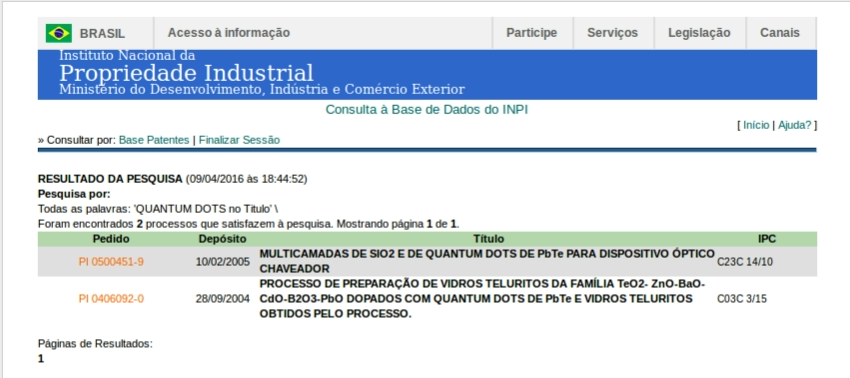 BRASIL Acesso à informação Participe Serviços Legislação Canais
Instituto Nacional da
Propriedade Industrial
Ministério do Desenvolvimento, Indústria e Comércio Exterior
Consulta à Base de Dados do INPI
[ Início | Ajuda? ]
» Consultar por: Base Patentes | Finalizar Sessão
RESULTADO DA PESQUISA (09/04/2016 às 18:44:52)
Pesquisa por:
Todas as palavras: 'QUANTUM DOTS no Titulo' \
Foram encontrados 2 processos que satisfazem à pesquisa. Mostrando página 1 de 1.
Pedido Depósito Título IPC
PI 0500451-9 10/02/2005 MULTICAMADAS DE SIO2 E DE QUANTUM DOTS DE PbTe PARA DISPOSITIVO ÓPTICO CHAVEADOR C23C 14/10
PI 0406092-0 28/09/2004 PROCESSO DE PREPARAÇÃO DE VIDROS TELURITOS DA FAMÍLIA TeO2- ZnO-BaO-
CdO-B2O3-PbO DOPADOS COM QUANTUM DOTS DE PbTe E VIDROS TELURITOS C03C 3/15
OBTIDOS PELO PROCESSO.
Páginas de Resultados:
1